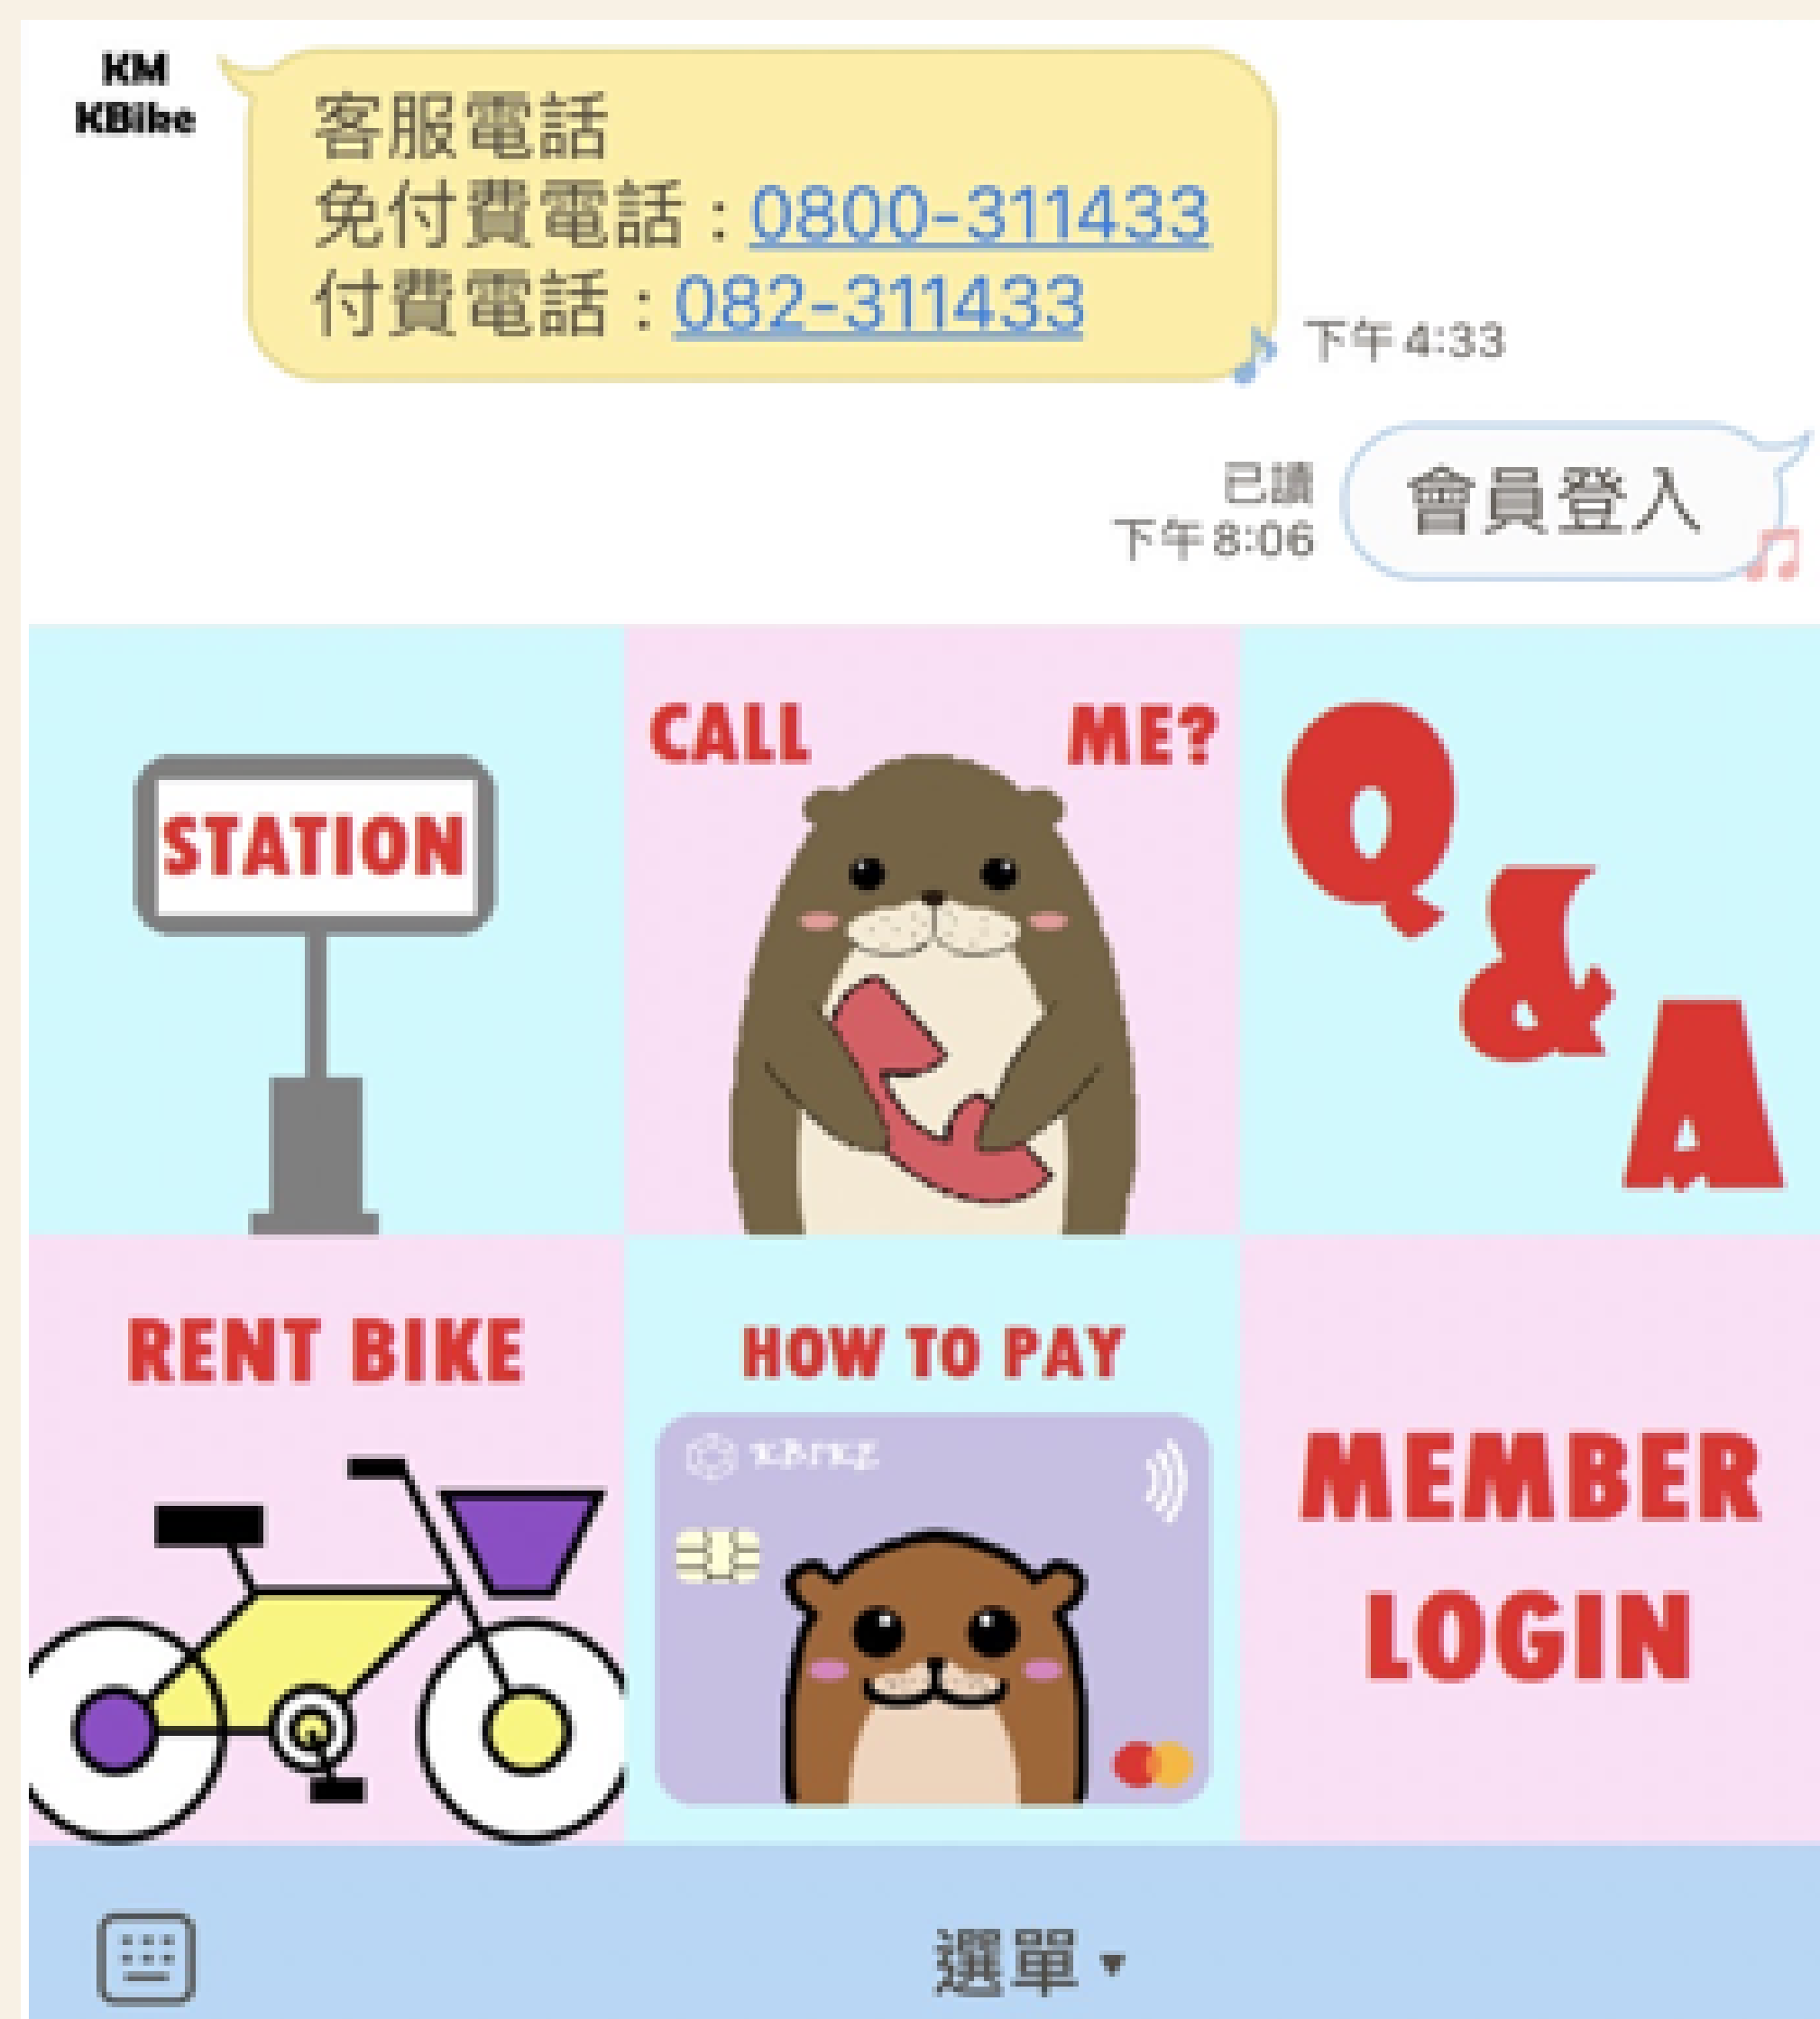 KM
KBike
客服電話
免付費電話：0800-311433
付費電話：082-311433
下午4:33
已讀
下午8:06
會員登入
STATION
CALL ME?
Q
&
A
RENT BIKE
HOW TO PAY
KBIKE
MEMBER
LOGIN
選單▼